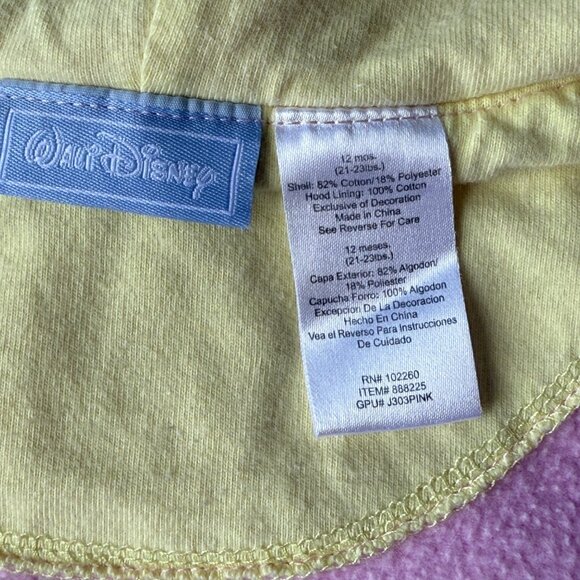 WALT DISNEY
12 mos.
(21-23lbs.)
Shell: 82% Cotton/18% Polyester
Hood Lining: 100% Cotton
Exclusive of Decoration
Made in China
See Reverse For Care
12 meses.
(21-23lbs.)
Capa Exterior: 82% Algodon/
18% Poliester
Capucha Forro: 100% Algodon
Excepcion De La Decoracion
Hecho En China
Vea el Reverso Para Instrucciones
De Cuidado
RN# 102260
ITEM# 888225
GPU# J303PINK